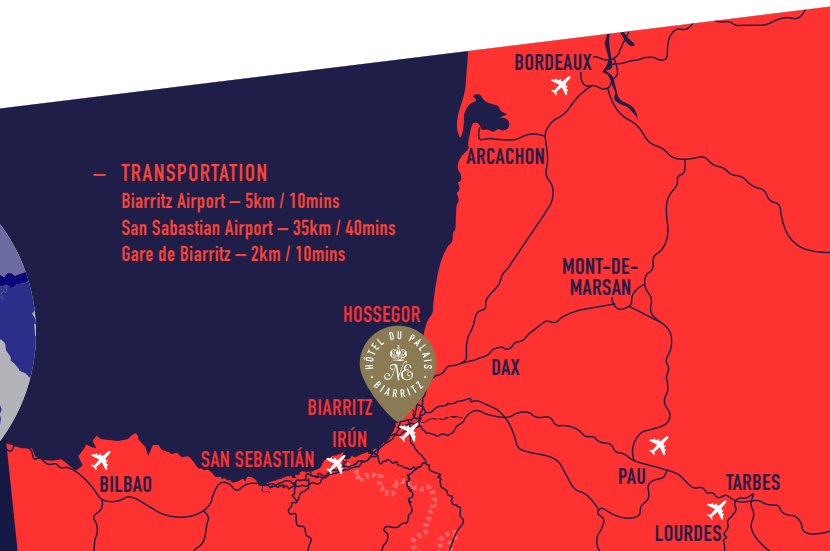 BORDEAUX
ARCACHON
— TRANSPORTATION
Biarritz Airport – 5km / 10mins
San Sabastian Airport – 35km / 40mins
Gare de Biarritz – 2km / 10mins
MONT-DE-
MARSAN
HOSSEGOR
HÔTEL DU PALAIS
· BIARRITZ ·
DAX
BIARRITZ
IRÚN
SAN SEBASTIÁN
BILBAO
PAU
TARBES
LOURDES